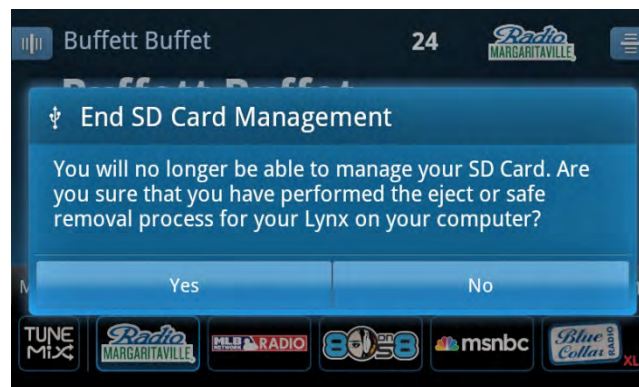 Buffett Buffet
24
Radio
MARGARITAVILLE
Buffett Buffet
End SD Card Management
You will no longer be able to manage your SD Card. Are
you sure that you have performed the eject or safe
removal process for your Lynx on your computer?
Yes
No
M
TUNE
MiX
Radio
MARGARITAVILLE
MLB NETWORK RADIO
80s on 8
msnbc
Blue
Collar
RADIO
XL